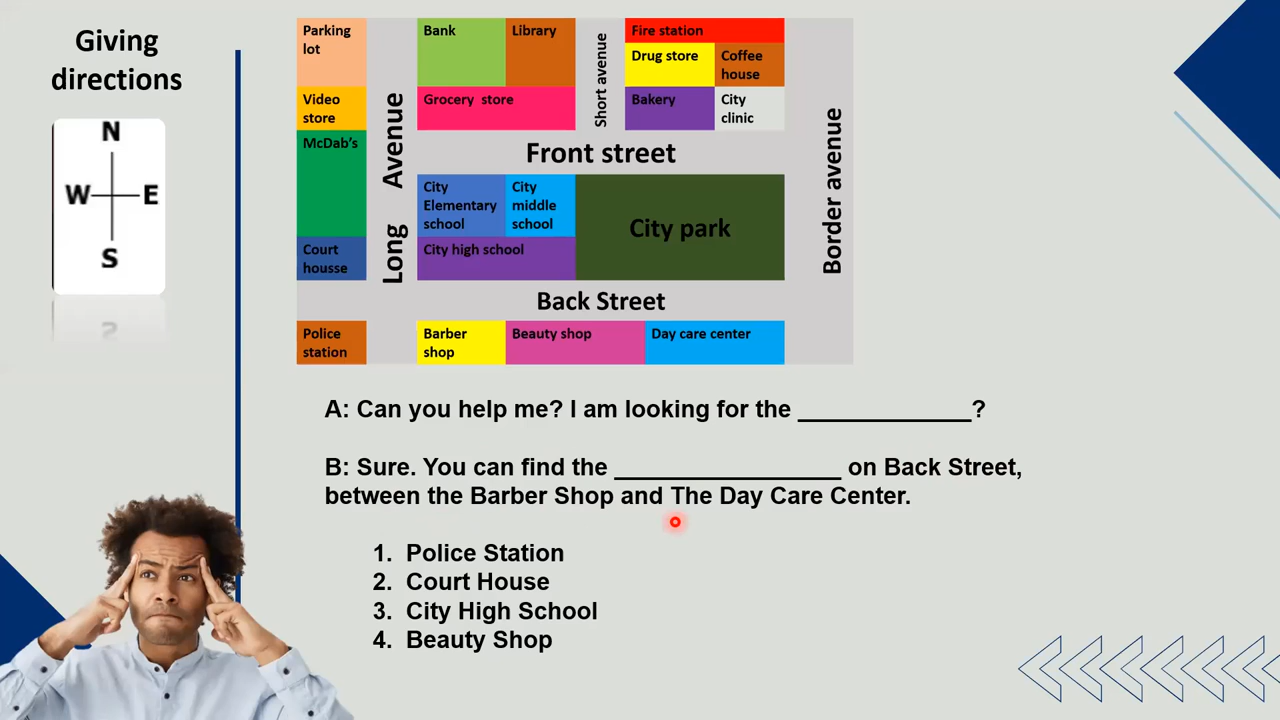 Giving
directions
N
W
E
S
Parking
lot
Video
store
McDab's
Court
housse
Police
station
Long Avenue
Bank
Library
Grocery store
Short avenue
Fire station
Drug store
Coffee
house
Bakery
City
clinic
Front street
City
Elementary
school
City
middle
school
City high school
City park
Border avenue
Back Street
Barber
shop
Beauty shop
Day care center
A: Can you help me? I am looking for the _____________?
B: Sure. You can find the _________________ on Back Street,
between the Barber Shop and The Day Care Center.
1. Police Station
2. Court House
3. City High School
4. Beauty Shop